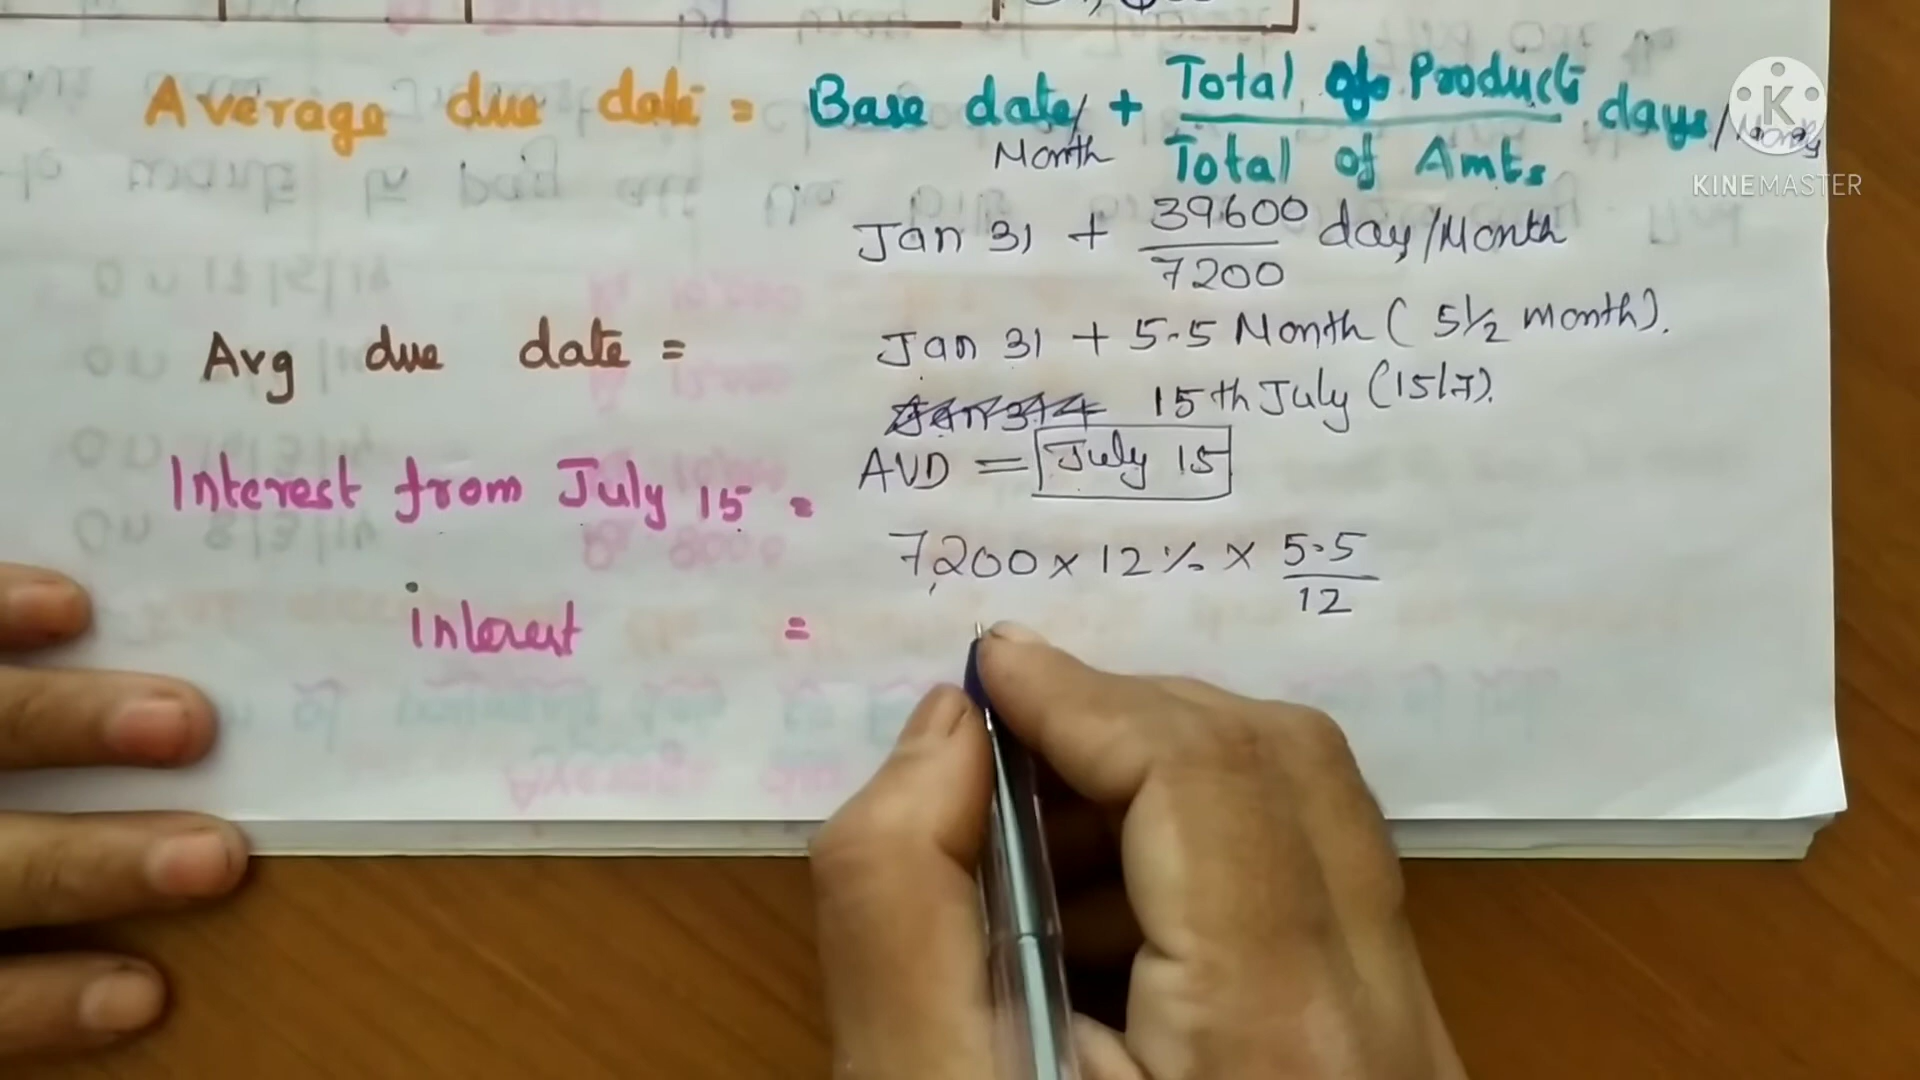 Average due date = Base date/Month + Total of Product/Total of Amts days/
Jan 31 + 39600/7200 day/Month
Avg due date = Jan 31 + 5.5 Month (5½ month).
15th July (15/7).
AVD = July 15
Interest from July 15 = 7,200 x 12% x 5.5/12
interest =
K
KINEMASTER